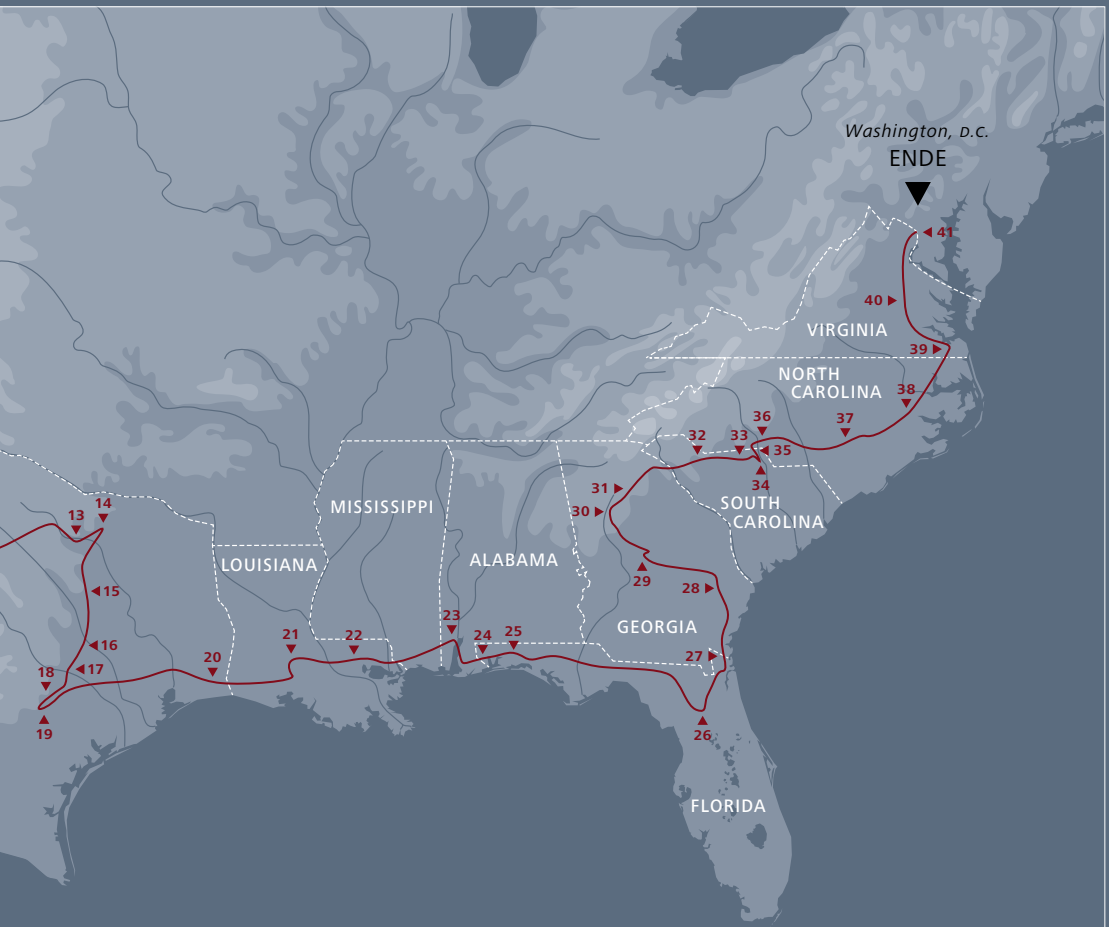 Washington, D.C.
ENDE
41
40
VIRGINIA
39
NORTH
CAROLINA
38
37
36
35
34
33
32
SOUTH
CAROLINA
31
30
29
28
GEORGIA
27
26
FLORIDA
ALABAMA
25
24
23
MISSISSIPPI
22
21
LOUISIANA
20
19
18
17
16
15
14
13